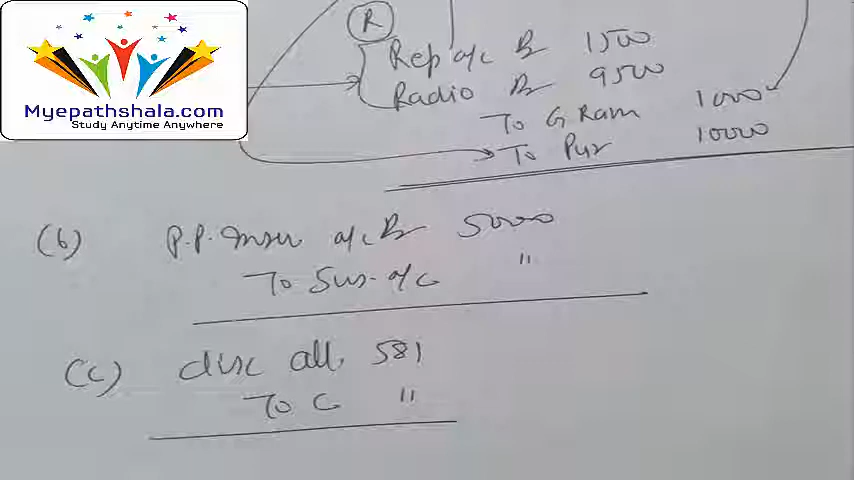 Myepathshala.com
Study Anytime Anywhere
R
Rep a/c Dr 1500
Radio Dr 9500
To G Ram 1000
To Pur 10000
(b) P.P. Insu a/c Dr 5000
To Sus. a/c "
(c) disc all. 581
To C "